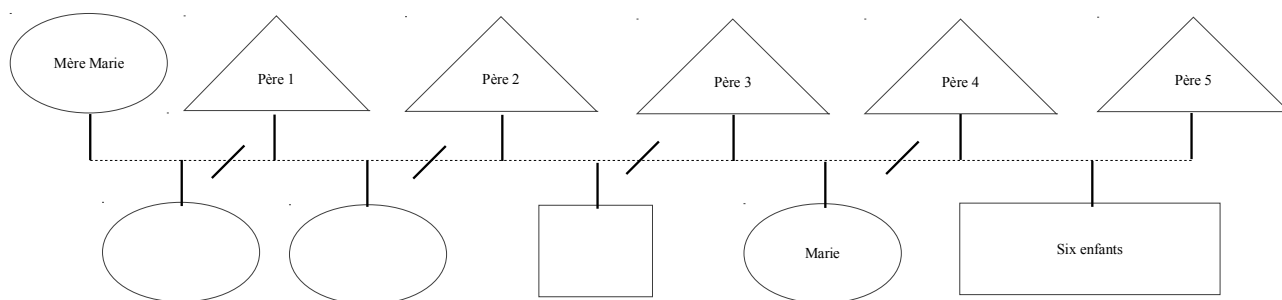 Mère Marie
Père 1
Père 2
Père 3
Père 4
Père 5
Marie
Six enfants